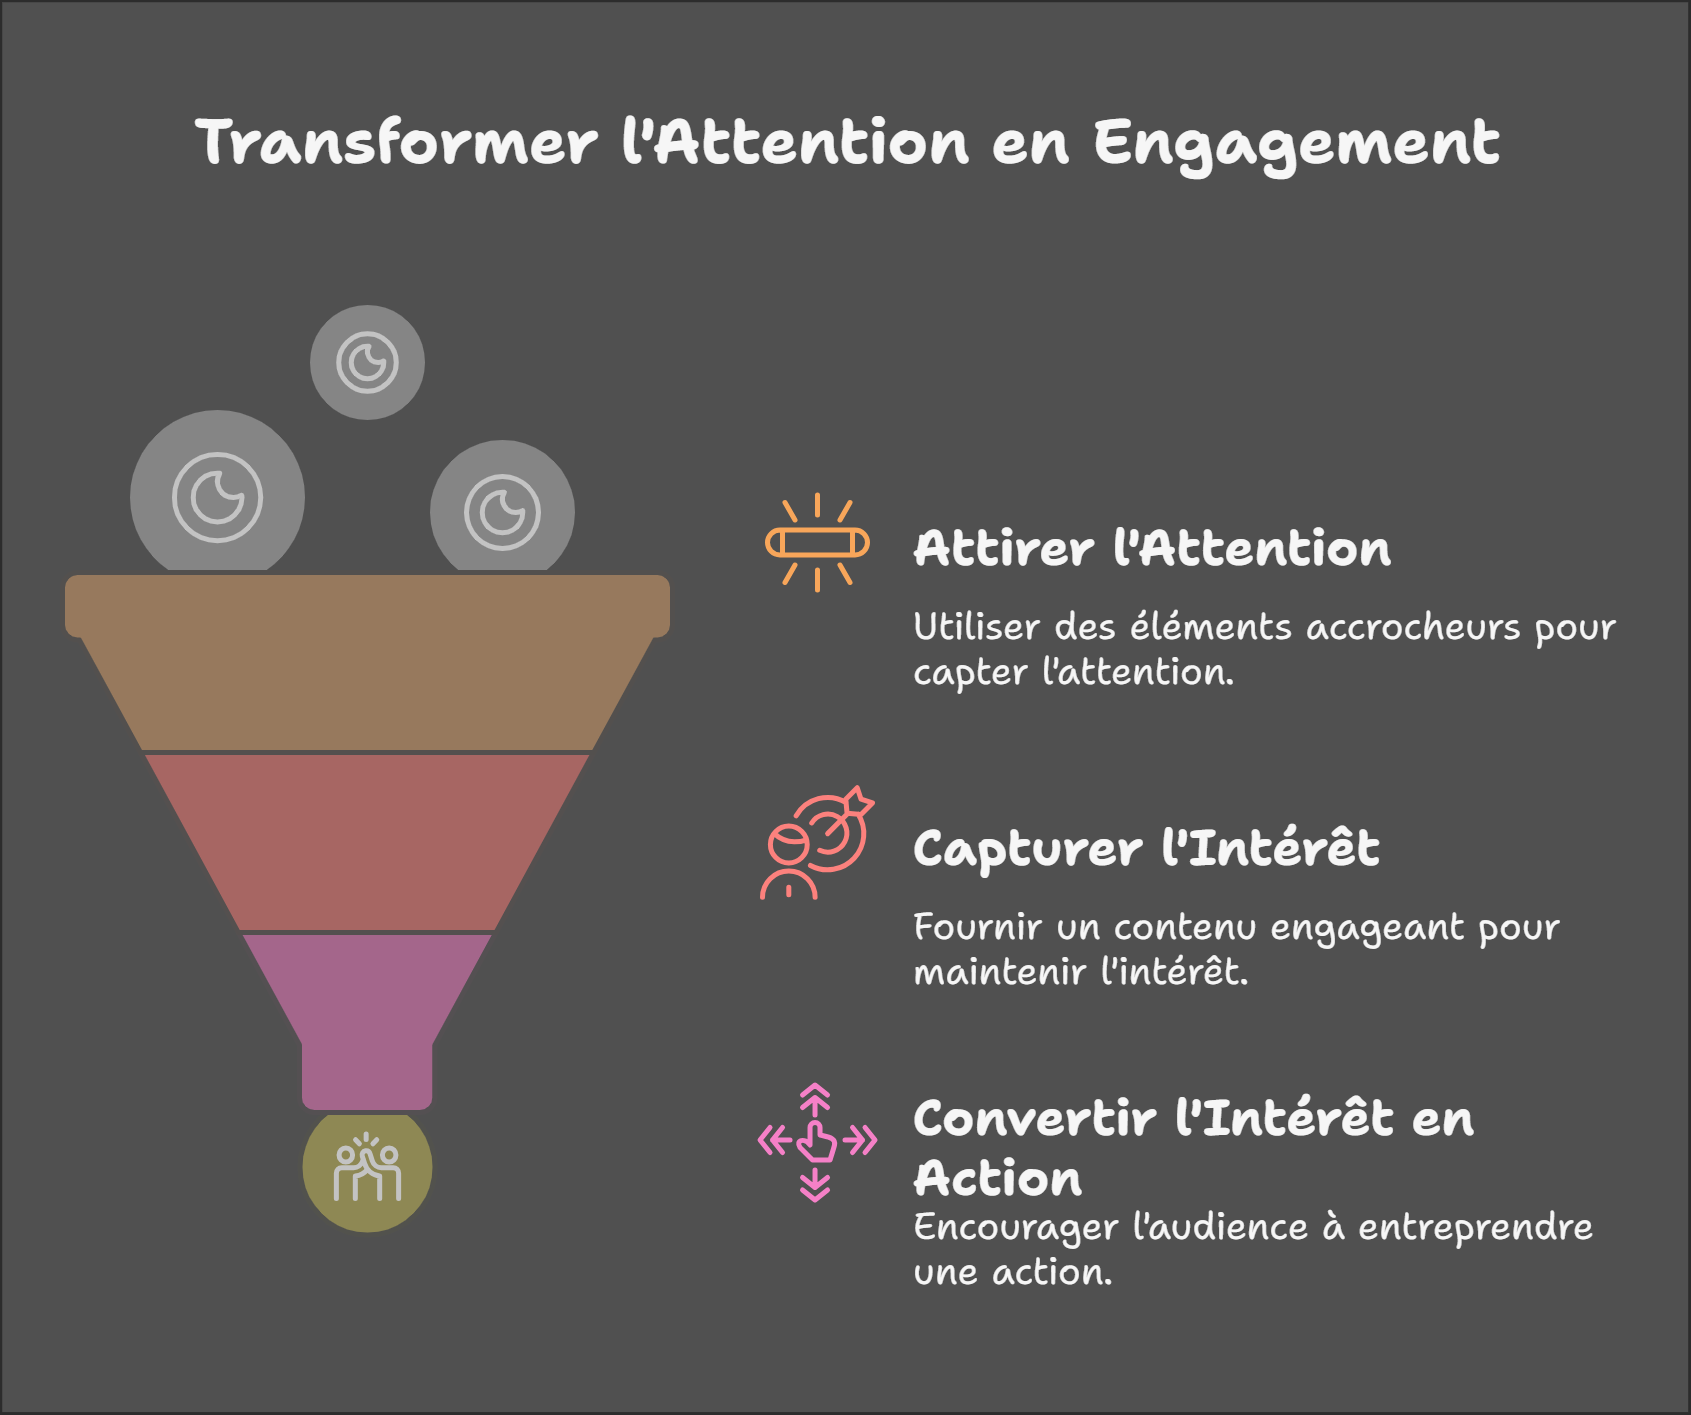 Transformer l'Attention en Engagement
Attirer l'Attention
Utiliser des éléments accrocheurs pour
capter l'attention.
Capturer l'Intérêt
Fournir un contenu engageant pour
maintenir l'intérêt.
Convertir l'Intérêt en
Action
Encourager l'audience à entreprendre
une action.